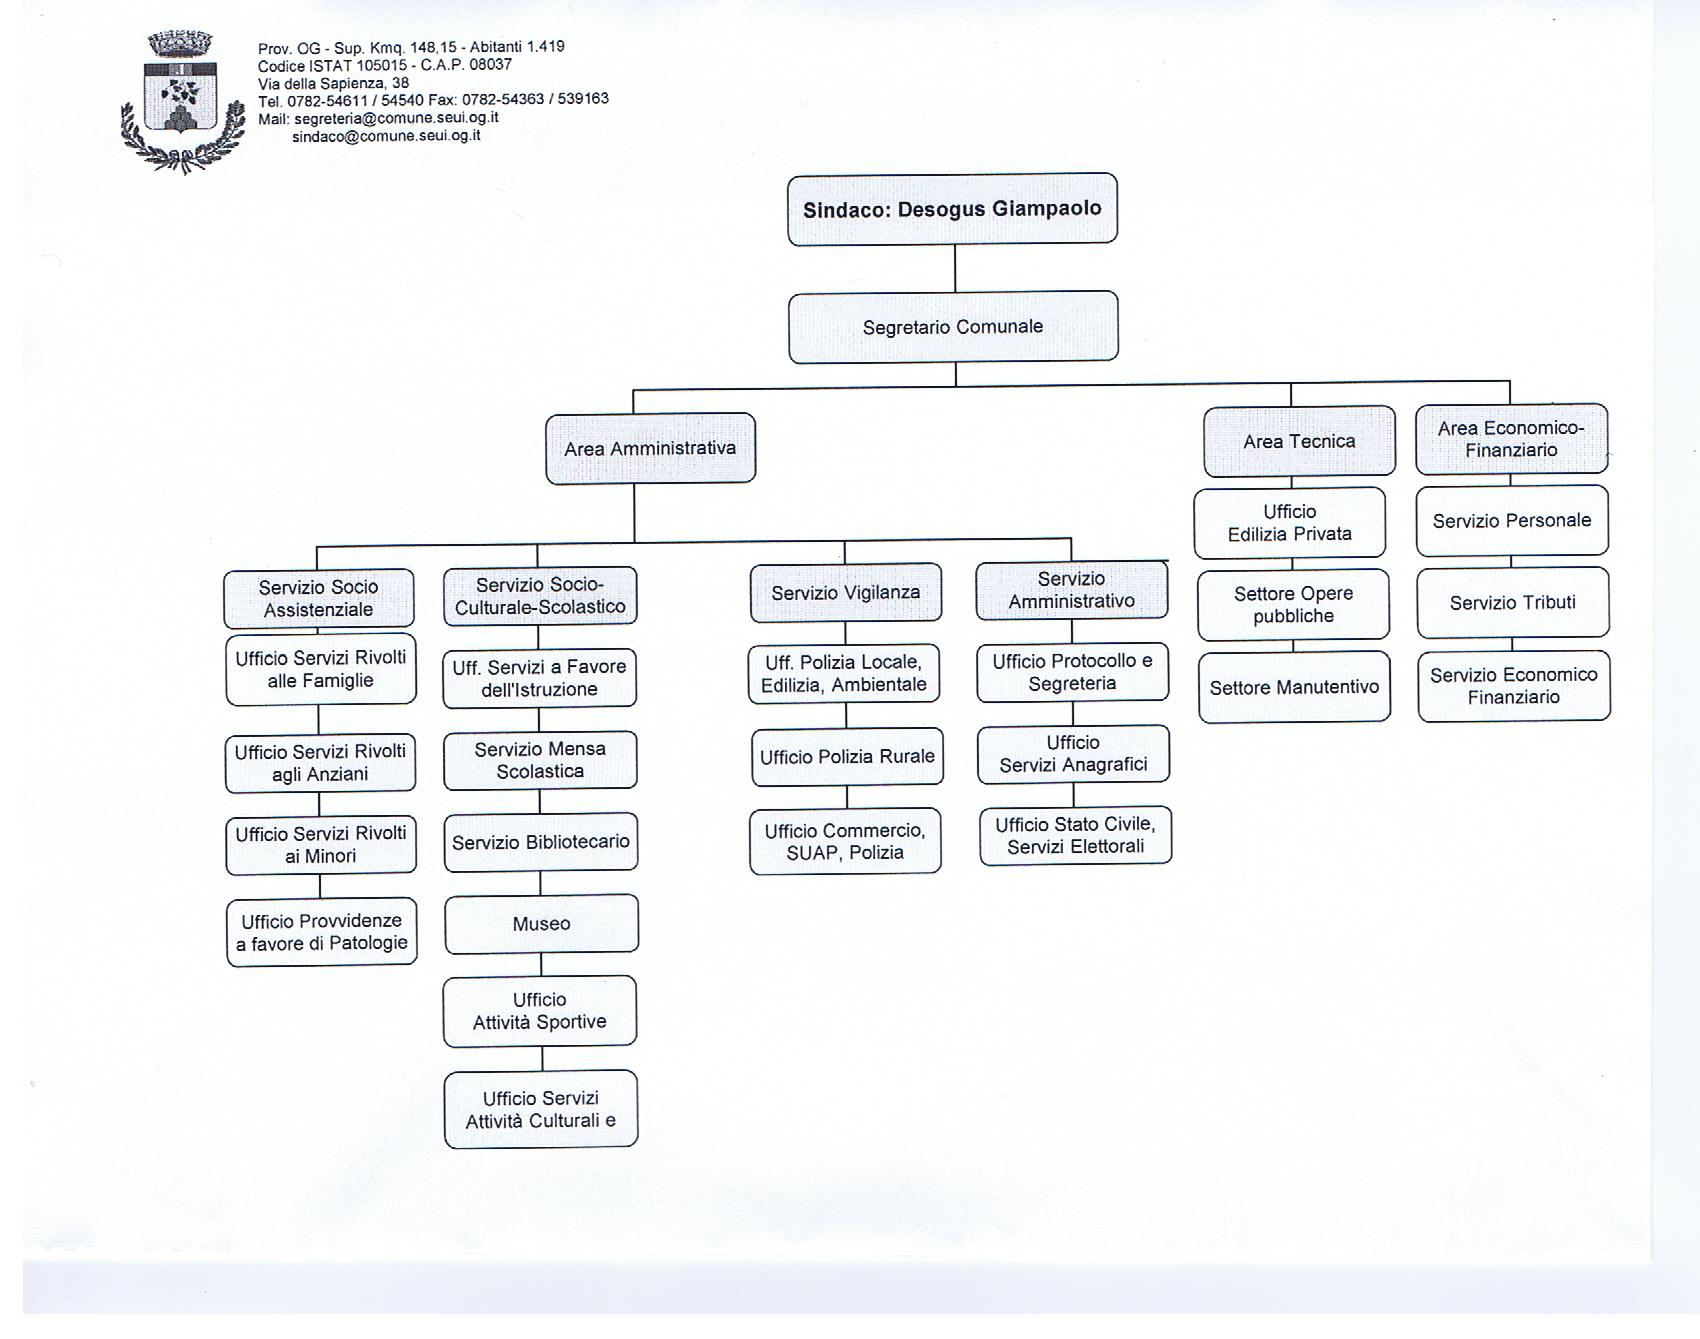 Prov. OG - Sup. Kmq. 148,15 - Abitanti 1.419
Codice ISTAT 105015 - C.A.P. 08037
Via della Sapienza, 38
Tel. 0782-54611 / 54540 Fax: 0782-54363 / 539163
Mail: segreteria@comune.seui.og.it
sindaco@comune.seui.og.it
Sindaco: Desogus Giampaolo
Segretario Comunale
Area Amministrativa
Area Tecnica
Area Economico-
Finanziario
Servizio Socio
Assistenziale
Ufficio Servizi Rivolti
alle Famiglie
Ufficio Servizi Rivolti
agli Anziani
Ufficio Servizi Rivolti
ai Minori
Ufficio Provvidenze
a favore di Patologie
Servizio Socio-
Culturale-Scolastico
Uff. Servizi a Favore
dell'Istruzione
Servizio Mensa
Scolastica
Servizio Bibliotecario
Museo
Ufficio
Attività Sportive
Ufficio Servizi
Attività Culturali e
Servizio Vigilanza
Uff. Polizia Locale,
Edilizia, Ambientale
Ufficio Polizia Rurale
Ufficio Commercio,
SUAP, Polizia
Servizio
Amministrativo
Ufficio Protocollo e
Segreteria
Ufficio
Servizi Anagrafici
Ufficio Stato Civile,
Servizi Elettorali
Ufficio
Edilizia Privata
Settore Opere
pubbliche
Settore Manutentivo
Servizio Personale
Servizio Tributi
Servizio Economico
Finanziario